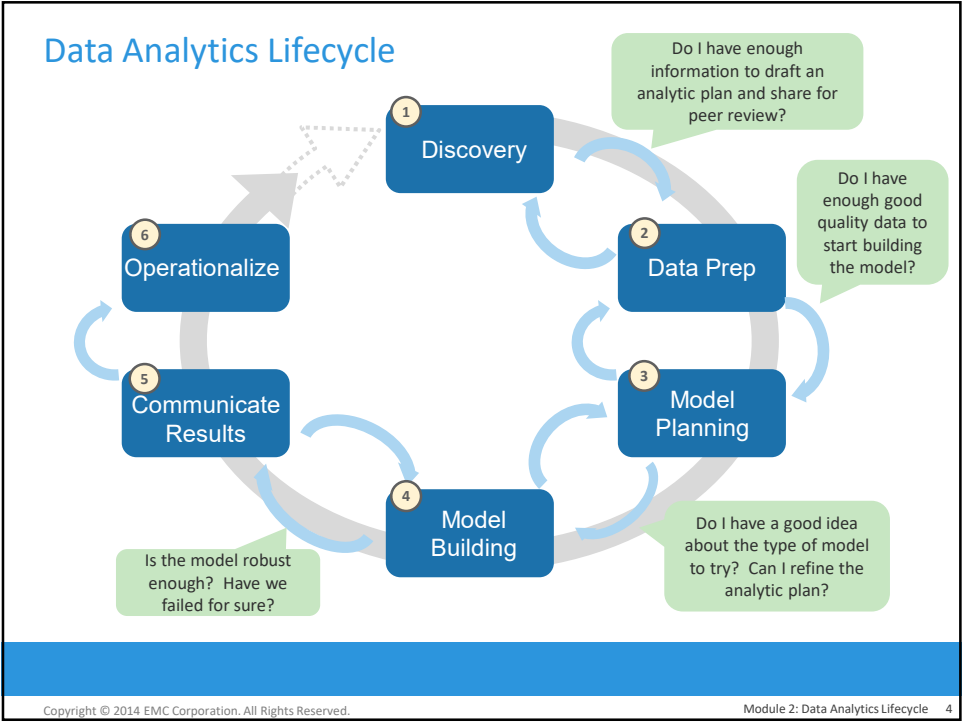 Data Analytics Lifecycle
Do I have enough
information to draft an
analytic plan and share for
peer review?
1
Discovery
Do I have
enough good
quality data to
start building
the model?
2
Data Prep
3
Model
Planning
Do I have a good idea
about the type of model
to try? Can I refine the
analytic plan?
4
Model
Building
Is the model robust
enough? Have we
failed for sure?
5
Communicate
Results
6
Operationalize
Copyright © 2014 EMC Corporation. All Rights Reserved.
Module 2: Data Analytics Lifecycle 4